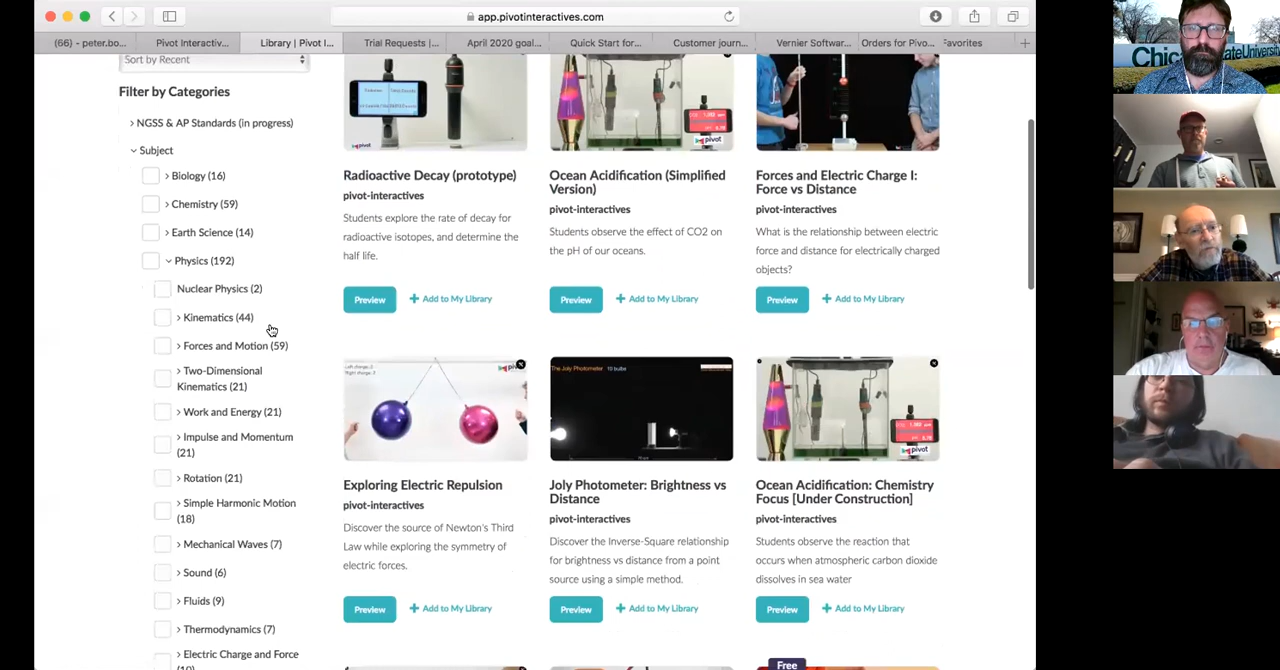 app.pivotinteractives.com
(66) - peter.bo...
Pivot Interactiv...
Library | Pivot I...
Trial Requests |...
April 2020 goal...
Quick Start for...
Customer journ...
Vernier Softwar...
Orders for Pivo...
Favorites
Sort by Recent
Filter by Categories
NGSS & AP Standards (in progress)
Subject
Biology (16)
Chemistry (59)
Earth Science (14)
Physics (192)
Nuclear Physics (2)
Kinematics (44)
Forces and Motion (59)
Two-Dimensional
Kinematics (21)
Work and Energy (21)
Impulse and Momentum
(21)
Rotation (21)
Simple Harmonic Motion
(18)
Mechanical Waves (7)
Sound (6)
Fluids (9)
Thermodynamics (7)
Electric Charge and Force
pivot
Radioactive Decay (prototype)
pivot-interactives
Students explore the rate of decay for
radioactive isotopes, and determine the
half life.
Preview
+ Add to My Library
pivot
Ocean Acidification (Simplified
Version)
pivot-interactives
Students observe the effect of CO2 on
the pH of our oceans.
Preview
+ Add to My Library
Forces and Electric Charge I:
Force vs Distance
pivot-interactives
What is the relationship between electric
force and distance for electrically charged
objects?
Preview
+ Add to My Library
Exploring Electric Repulsion
pivot-interactives
Discover the source of Newton's Third
Law while exploring the symmetry of
electric forces.
Preview
+ Add to My Library
The Joly Photometer 10 bulbs
Joly Photometer: Brightness vs
Distance
pivot-interactives
Discover the Inverse-Square relationship
for brightness vs distance from a point
source using a simple method.
Preview
+ Add to My Library
pivot
Ocean Acidification: Chemistry
Focus [Under Construction]
pivot-interactives
Students observe the reaction that
occurs when atmospheric carbon dioxide
dissolves in sea water
Preview
+ Add to My Library
Free